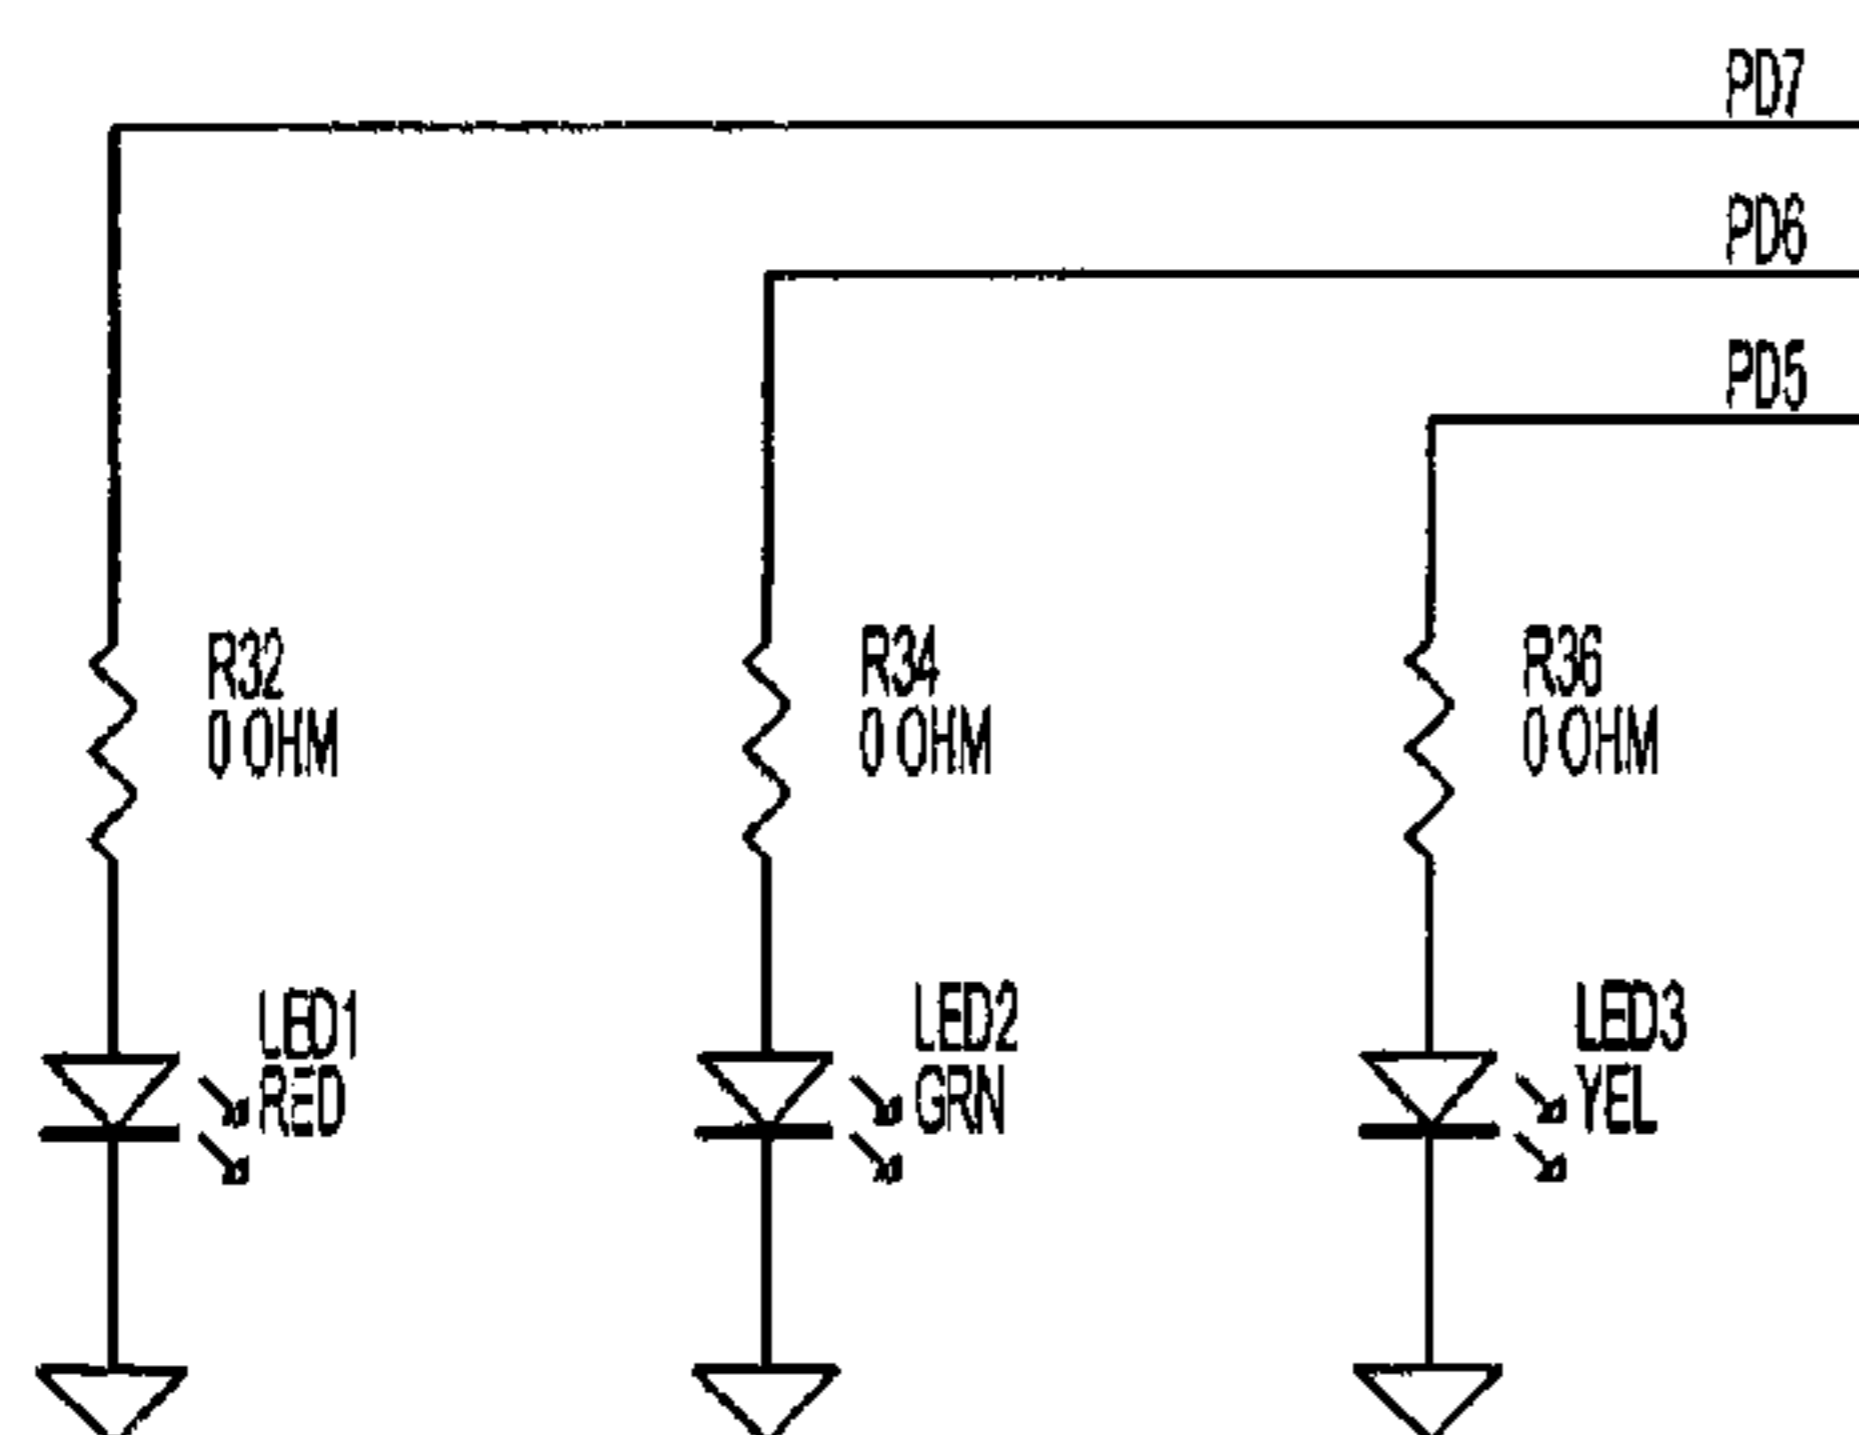 PD7
PD6
PD5
R32
0 OHM
R34
0 OHM
R36
0 OHM
LED1
RED
LED2
GRN
LED3
YEL